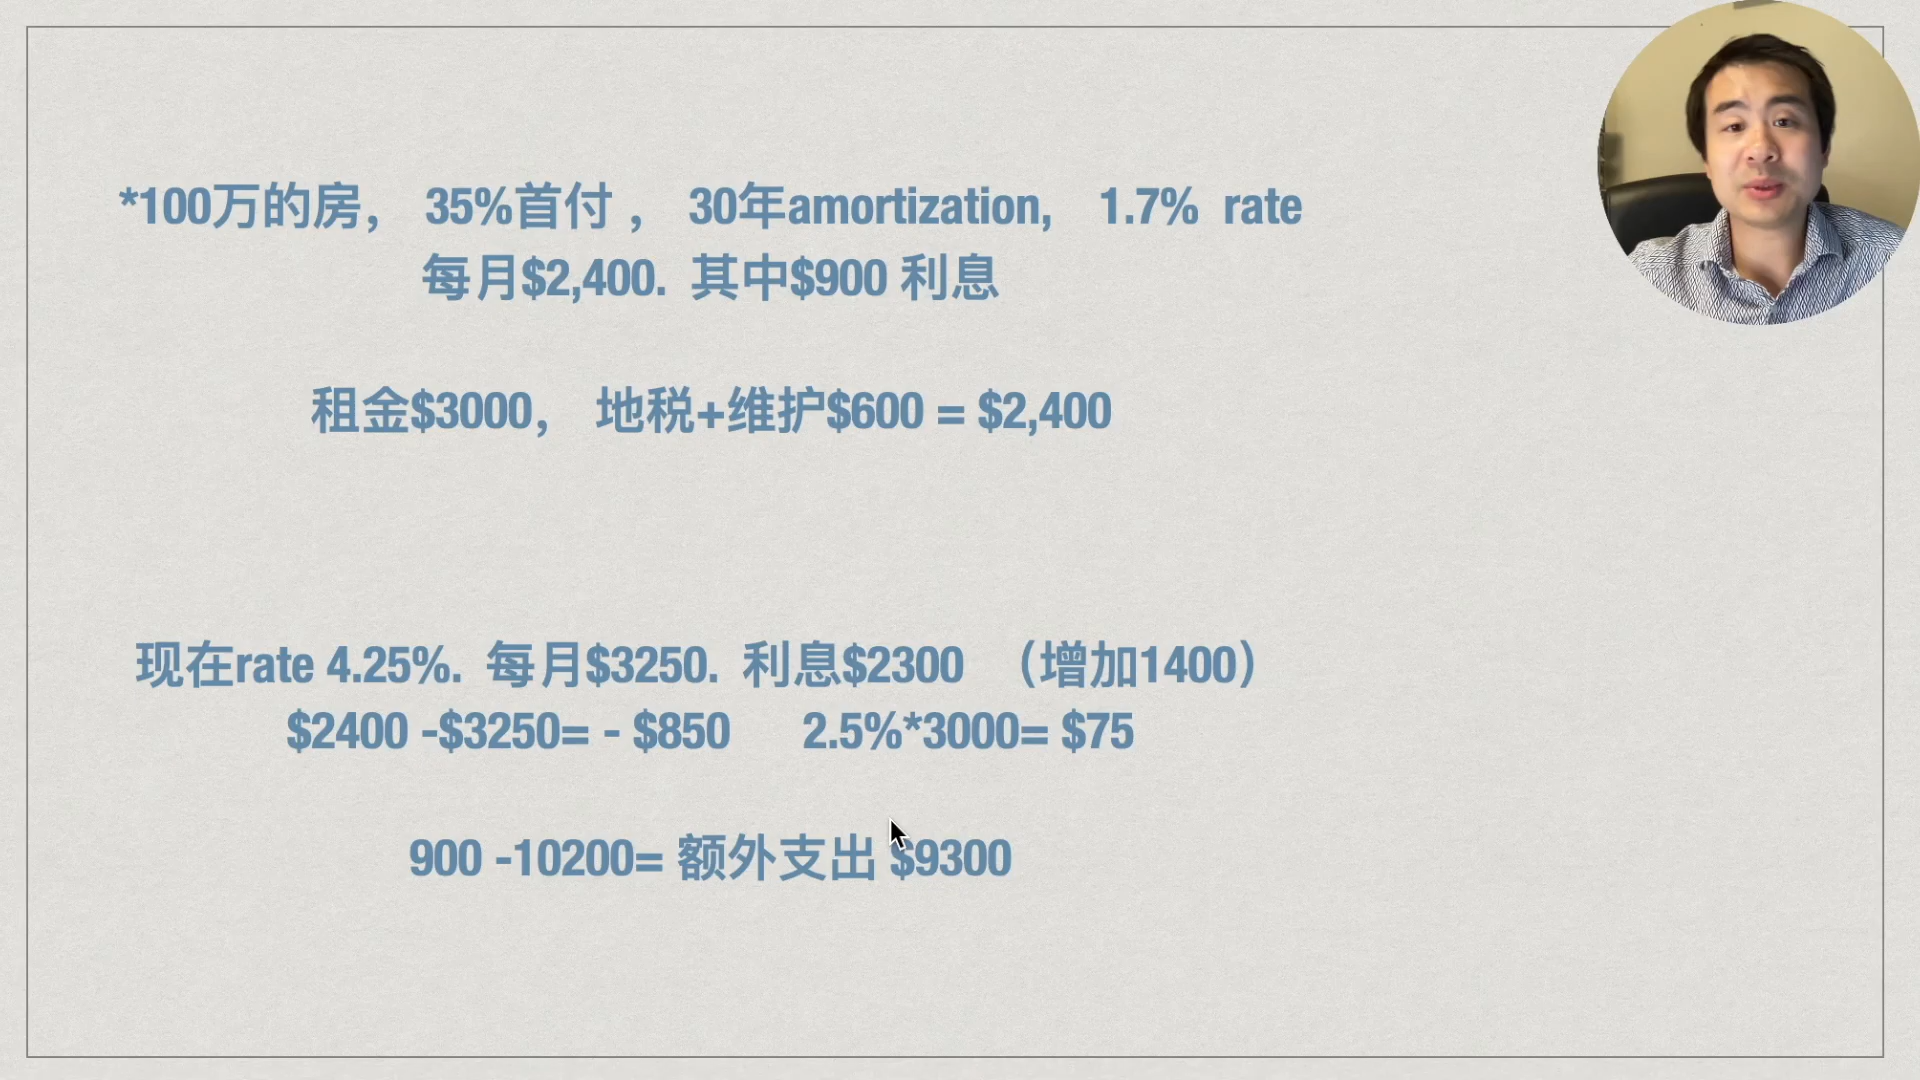 *100万的房， 35%首付 ， 30年amortization, 1.7% rate
每月$2,400. 其中$900 利息
租金$3000， 地税+维护$600 = $2,400
现在rate 4.25%. 每月$3250. 利息$2300 （增加1400）
$2400 -$3250= - $850 2.5%*3000= $75
900 -10200= 额外支出 $9300